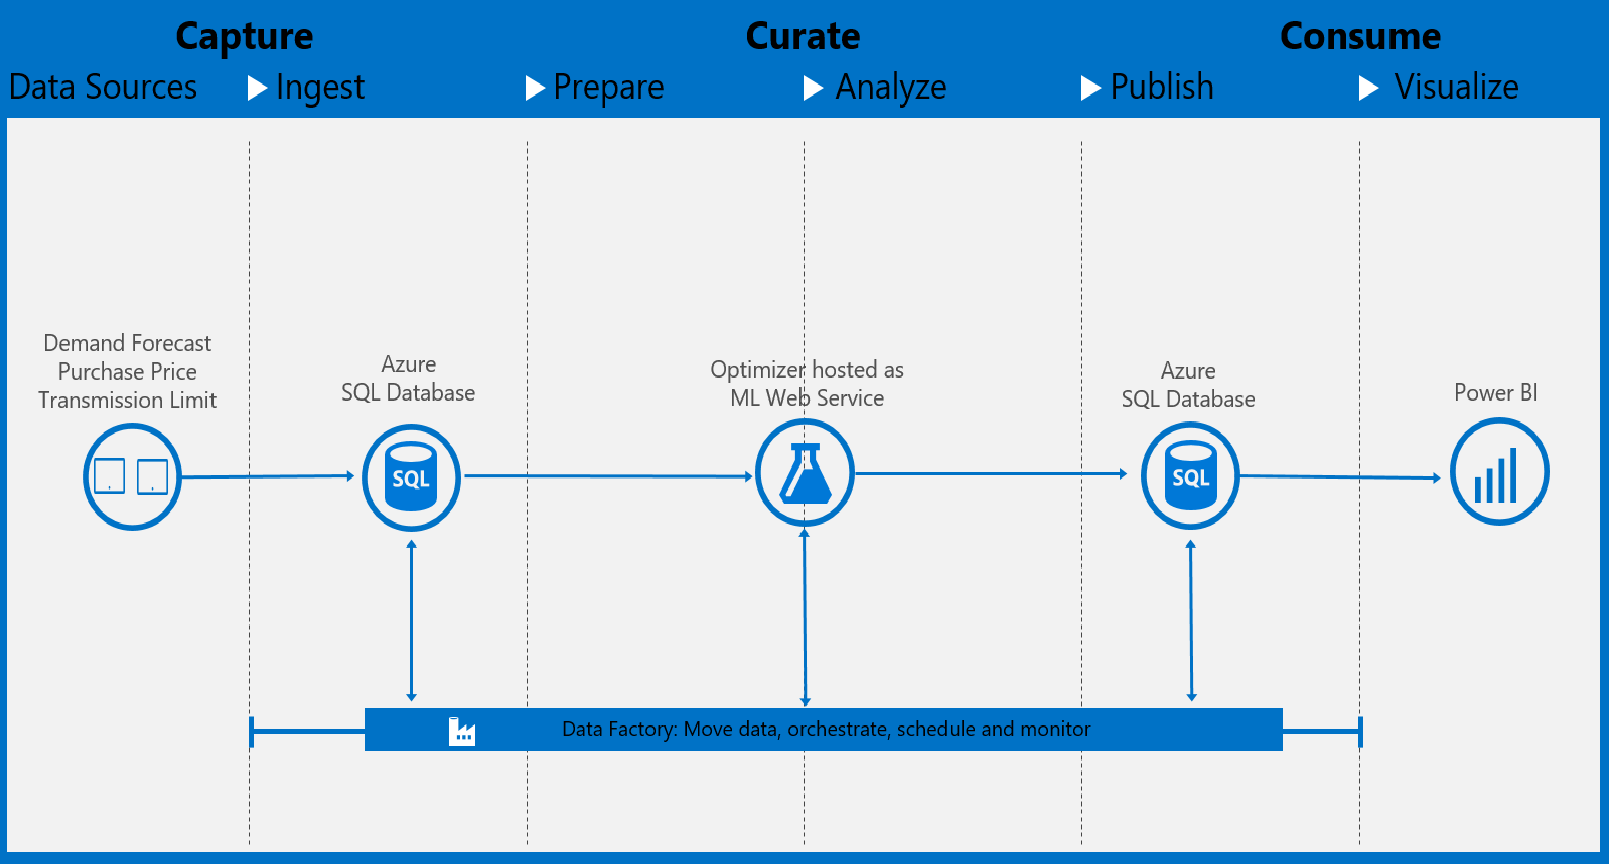 Capture
Curate
Consume
Data Sources
Ingest
Prepare
Analyze
Publish
Visualize
Demand Forecast
Purchase Price
Transmission Limit
Azure
SQL Database
SQL
Optimizer hosted as
ML Web Service
Azure
SQL Database
SQL
Power BI
Data Factory: Move data, orchestrate, schedule and monitor